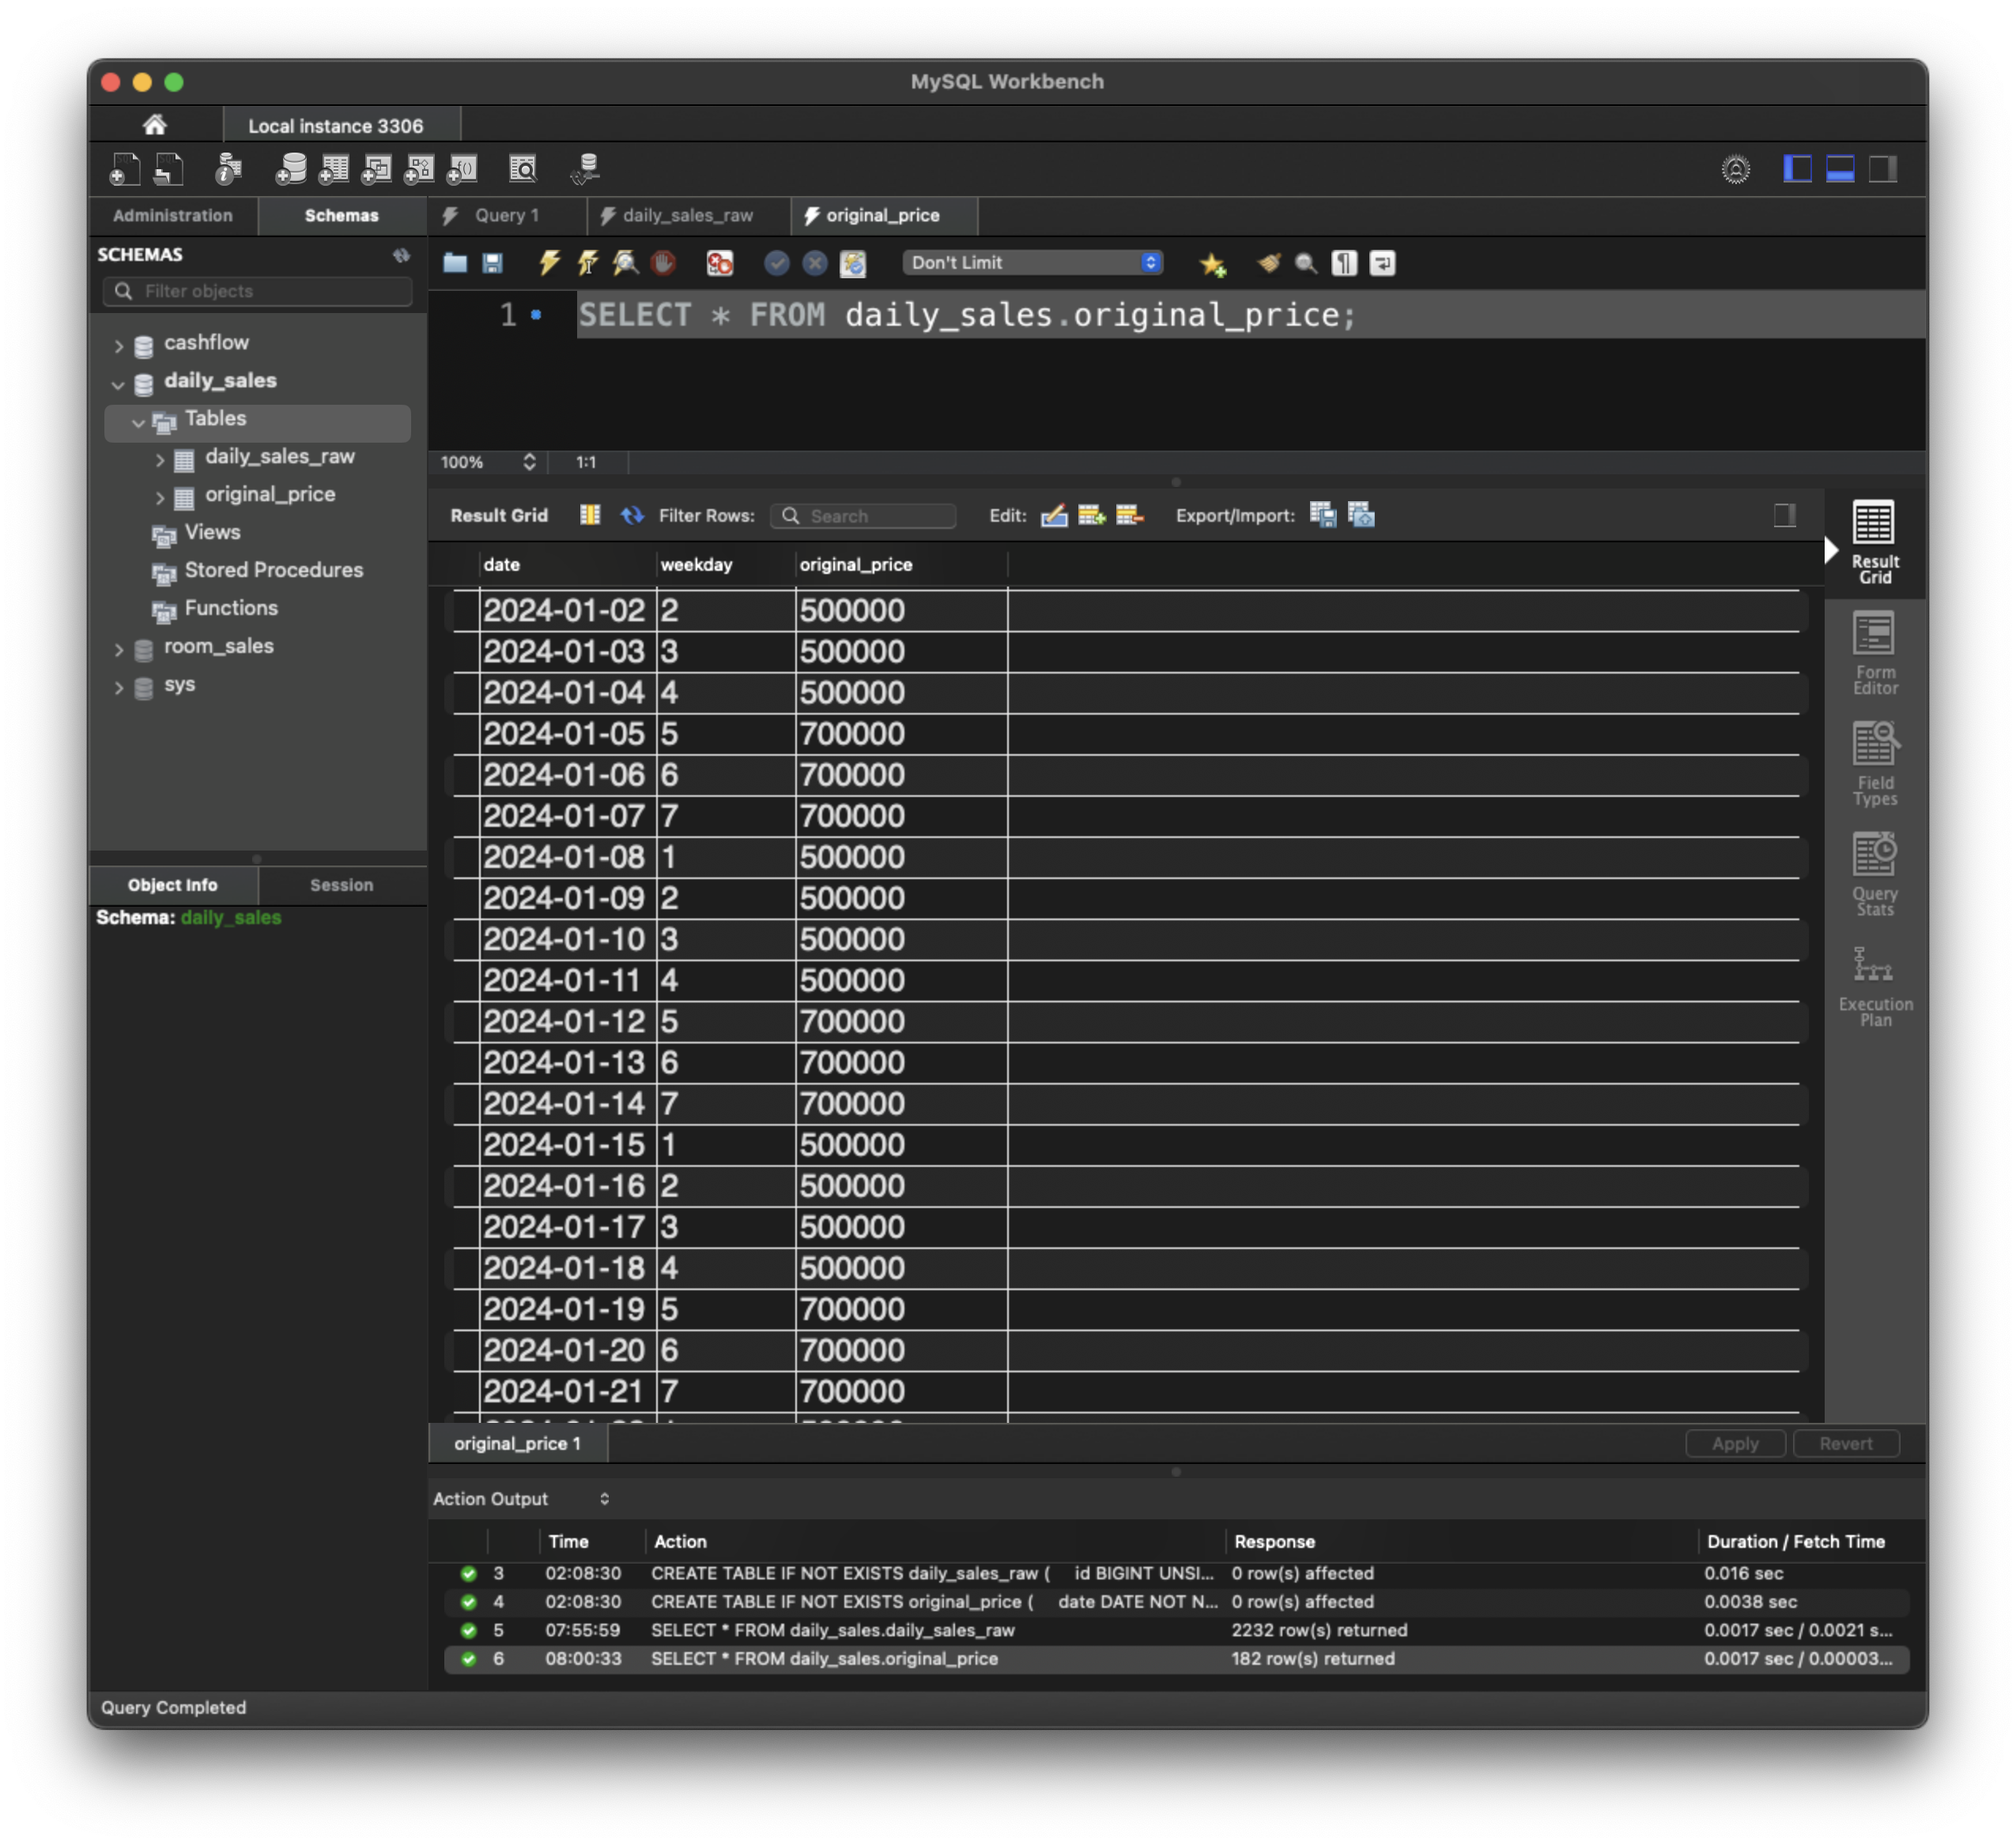 MySQL Workbench
Local instance 3306
Administration Schemas
Query 1 daily_sales_raw original_price
SCHEMAS
Filter objects
Don't Limit
1 SELECT * FROM daily_sales.original_price;
cashflow
daily_sales
Tables
daily_sales_raw
original_price
Views
Stored Procedures
Functions
room_sales
sys
100% 1:1
Result Grid Filter Rows: Search Edit: Export/Import:
date weekday original_price
2024-01-02 2 500000
2024-01-03 3 500000
2024-01-04 4 500000
2024-01-05 5 700000
2024-01-06 6 700000
2024-01-07 7 700000
2024-01-08 1 500000
2024-01-09 2 500000
2024-01-10 3 500000
2024-01-11 4 500000
2024-01-12 5 700000
2024-01-13 6 700000
2024-01-14 7 700000
2024-01-15 1 500000
2024-01-16 2 500000
2024-01-17 3 500000
2024-01-18 4 500000
2024-01-19 5 700000
2024-01-20 6 700000
2024-01-21 7 700000
Result
Grid
Form
Editor
Field
Types
Query
Stats
Execution
Plan
Object Info Session
Schema: daily_sales
original_price 1 Apply Revert
Action Output
Time Action Response Duration / Fetch Time
3 02:08:30 CREATE TABLE IF NOT EXISTS daily_sales_raw ( id BIGINT UNSI... 0 row(s) affected 0.016 sec
4 02:08:30 CREATE TABLE IF NOT EXISTS original_price ( date DATE NOT N... 0 row(s) affected 0.0038 sec
5 07:55:59 SELECT * FROM daily_sales.daily_sales_raw 2232 row(s) returned 0.0017 sec / 0.0021 s...
6 08:00:33 SELECT * FROM daily_sales.original_price 182 row(s) returned 0.0017 sec / 0.00003...
Query Completed